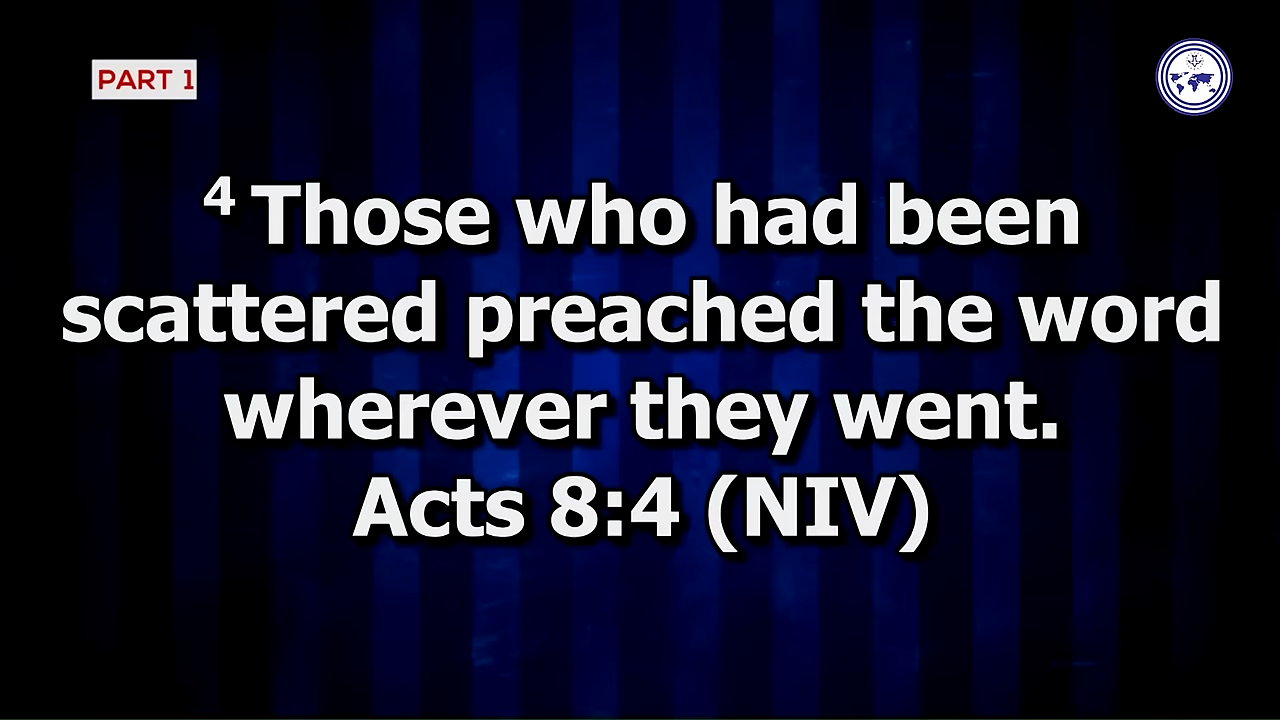 PART 1
4 Those who had been
scattered preached the word
wherever they went.
Acts 8:4 (NIV)